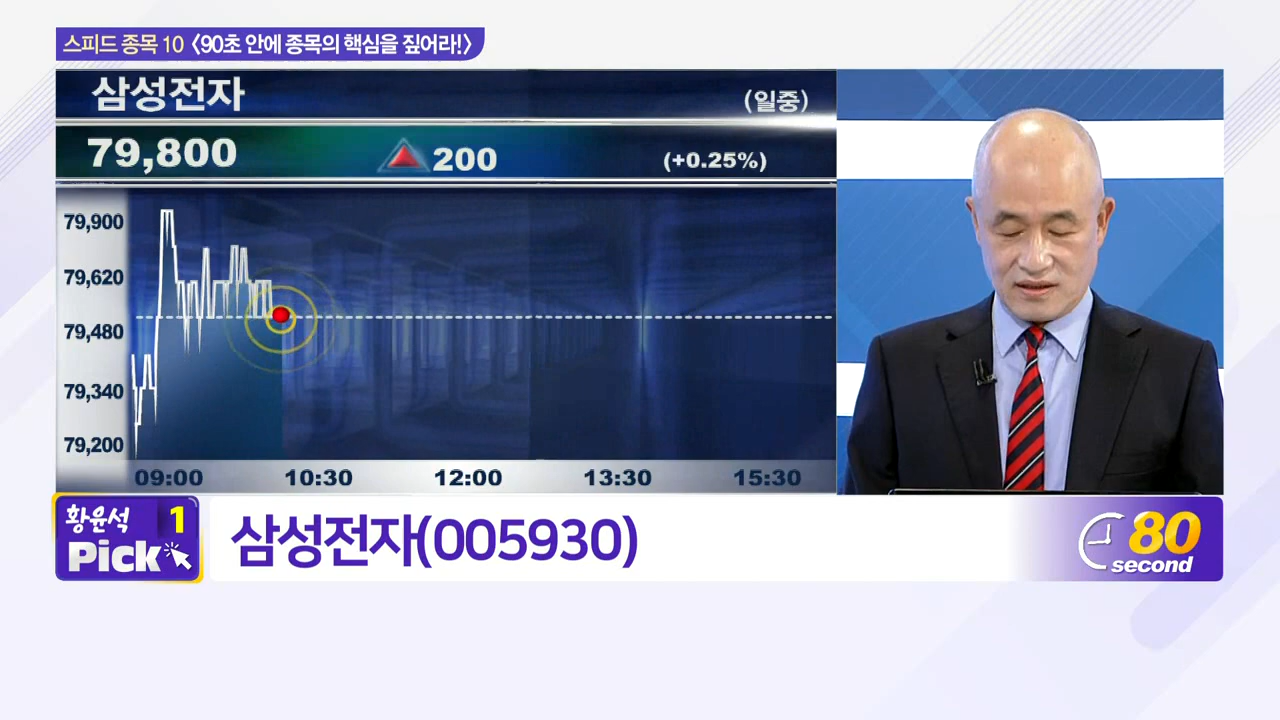 스피드 종목 10 〈90초 안에 종목의 핵심을 짚어라!〉
삼성전자
(일중)
79,800
200
(+0.25%)
79,900
79,620
79,480
79,340
79,200
09:00
10:30
12:00
13:30
15:30
황윤석 1
Pick
삼성전자(005930)
80
second